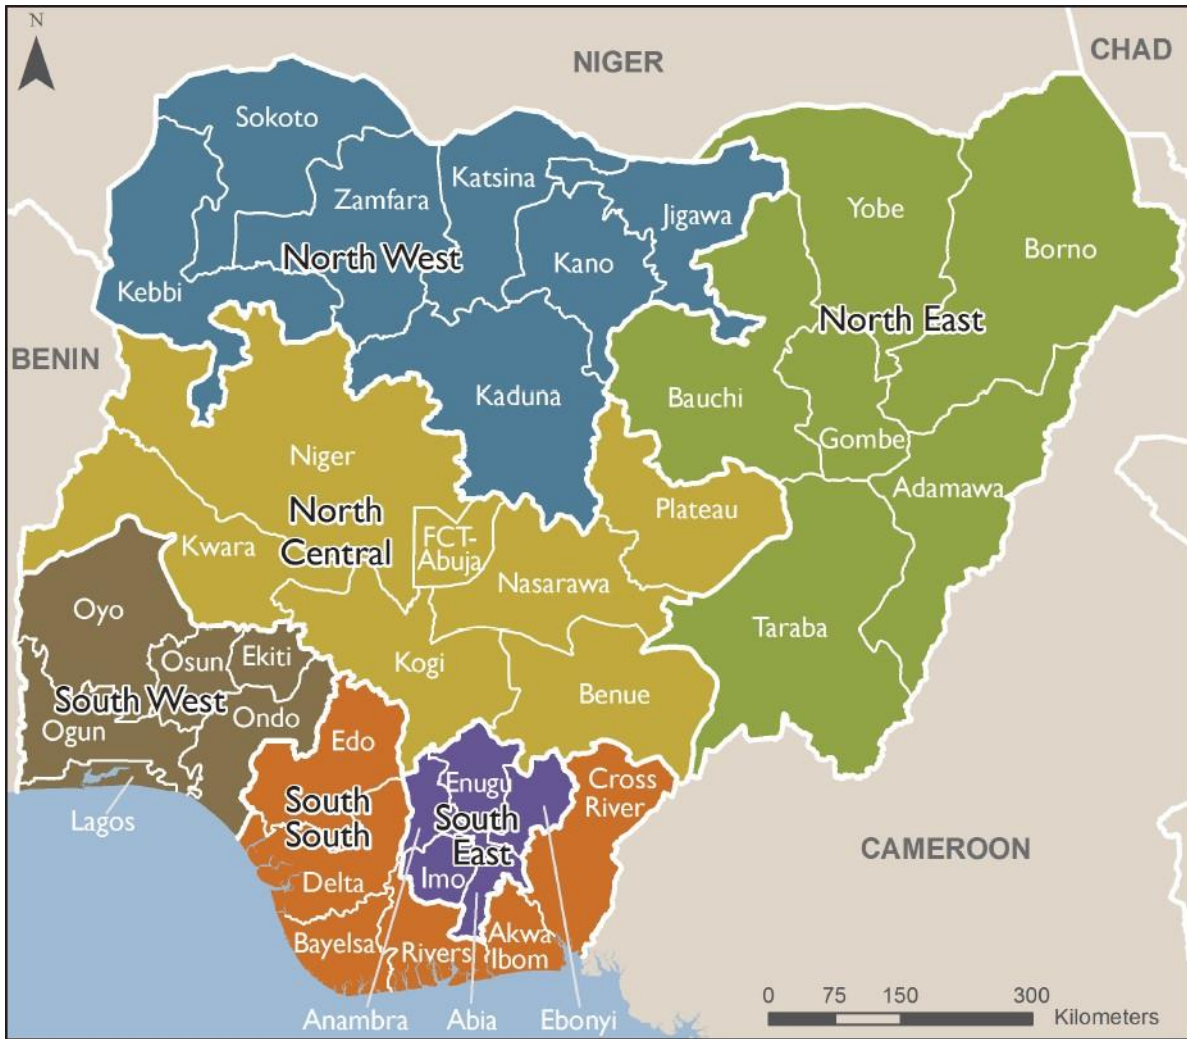 N
NIGER
CHAD
Sokoto
Katsina
Zamfara
Jigawa
Yobe
Borno
North West
Kano
Kebbi
North East
BENIN
Kaduna
Bauchi
Gombe
Niger
Adamawa
Plateau
North
Central
FCT-
Abuja
Kwara
Nasarawa
Oyo
Taraba
Osun
Ekiti
Kogi
Benue
South West
Ogun
Ondo
Edo
Enugu
Cross
River
Lagos
South
South
South
East
CAMEROON
Imo
Delta
Bayelsa
Rivers
Akwa
Ibom
Anambra
Abia
Ebonyi
0 75 150 300
Kilometers